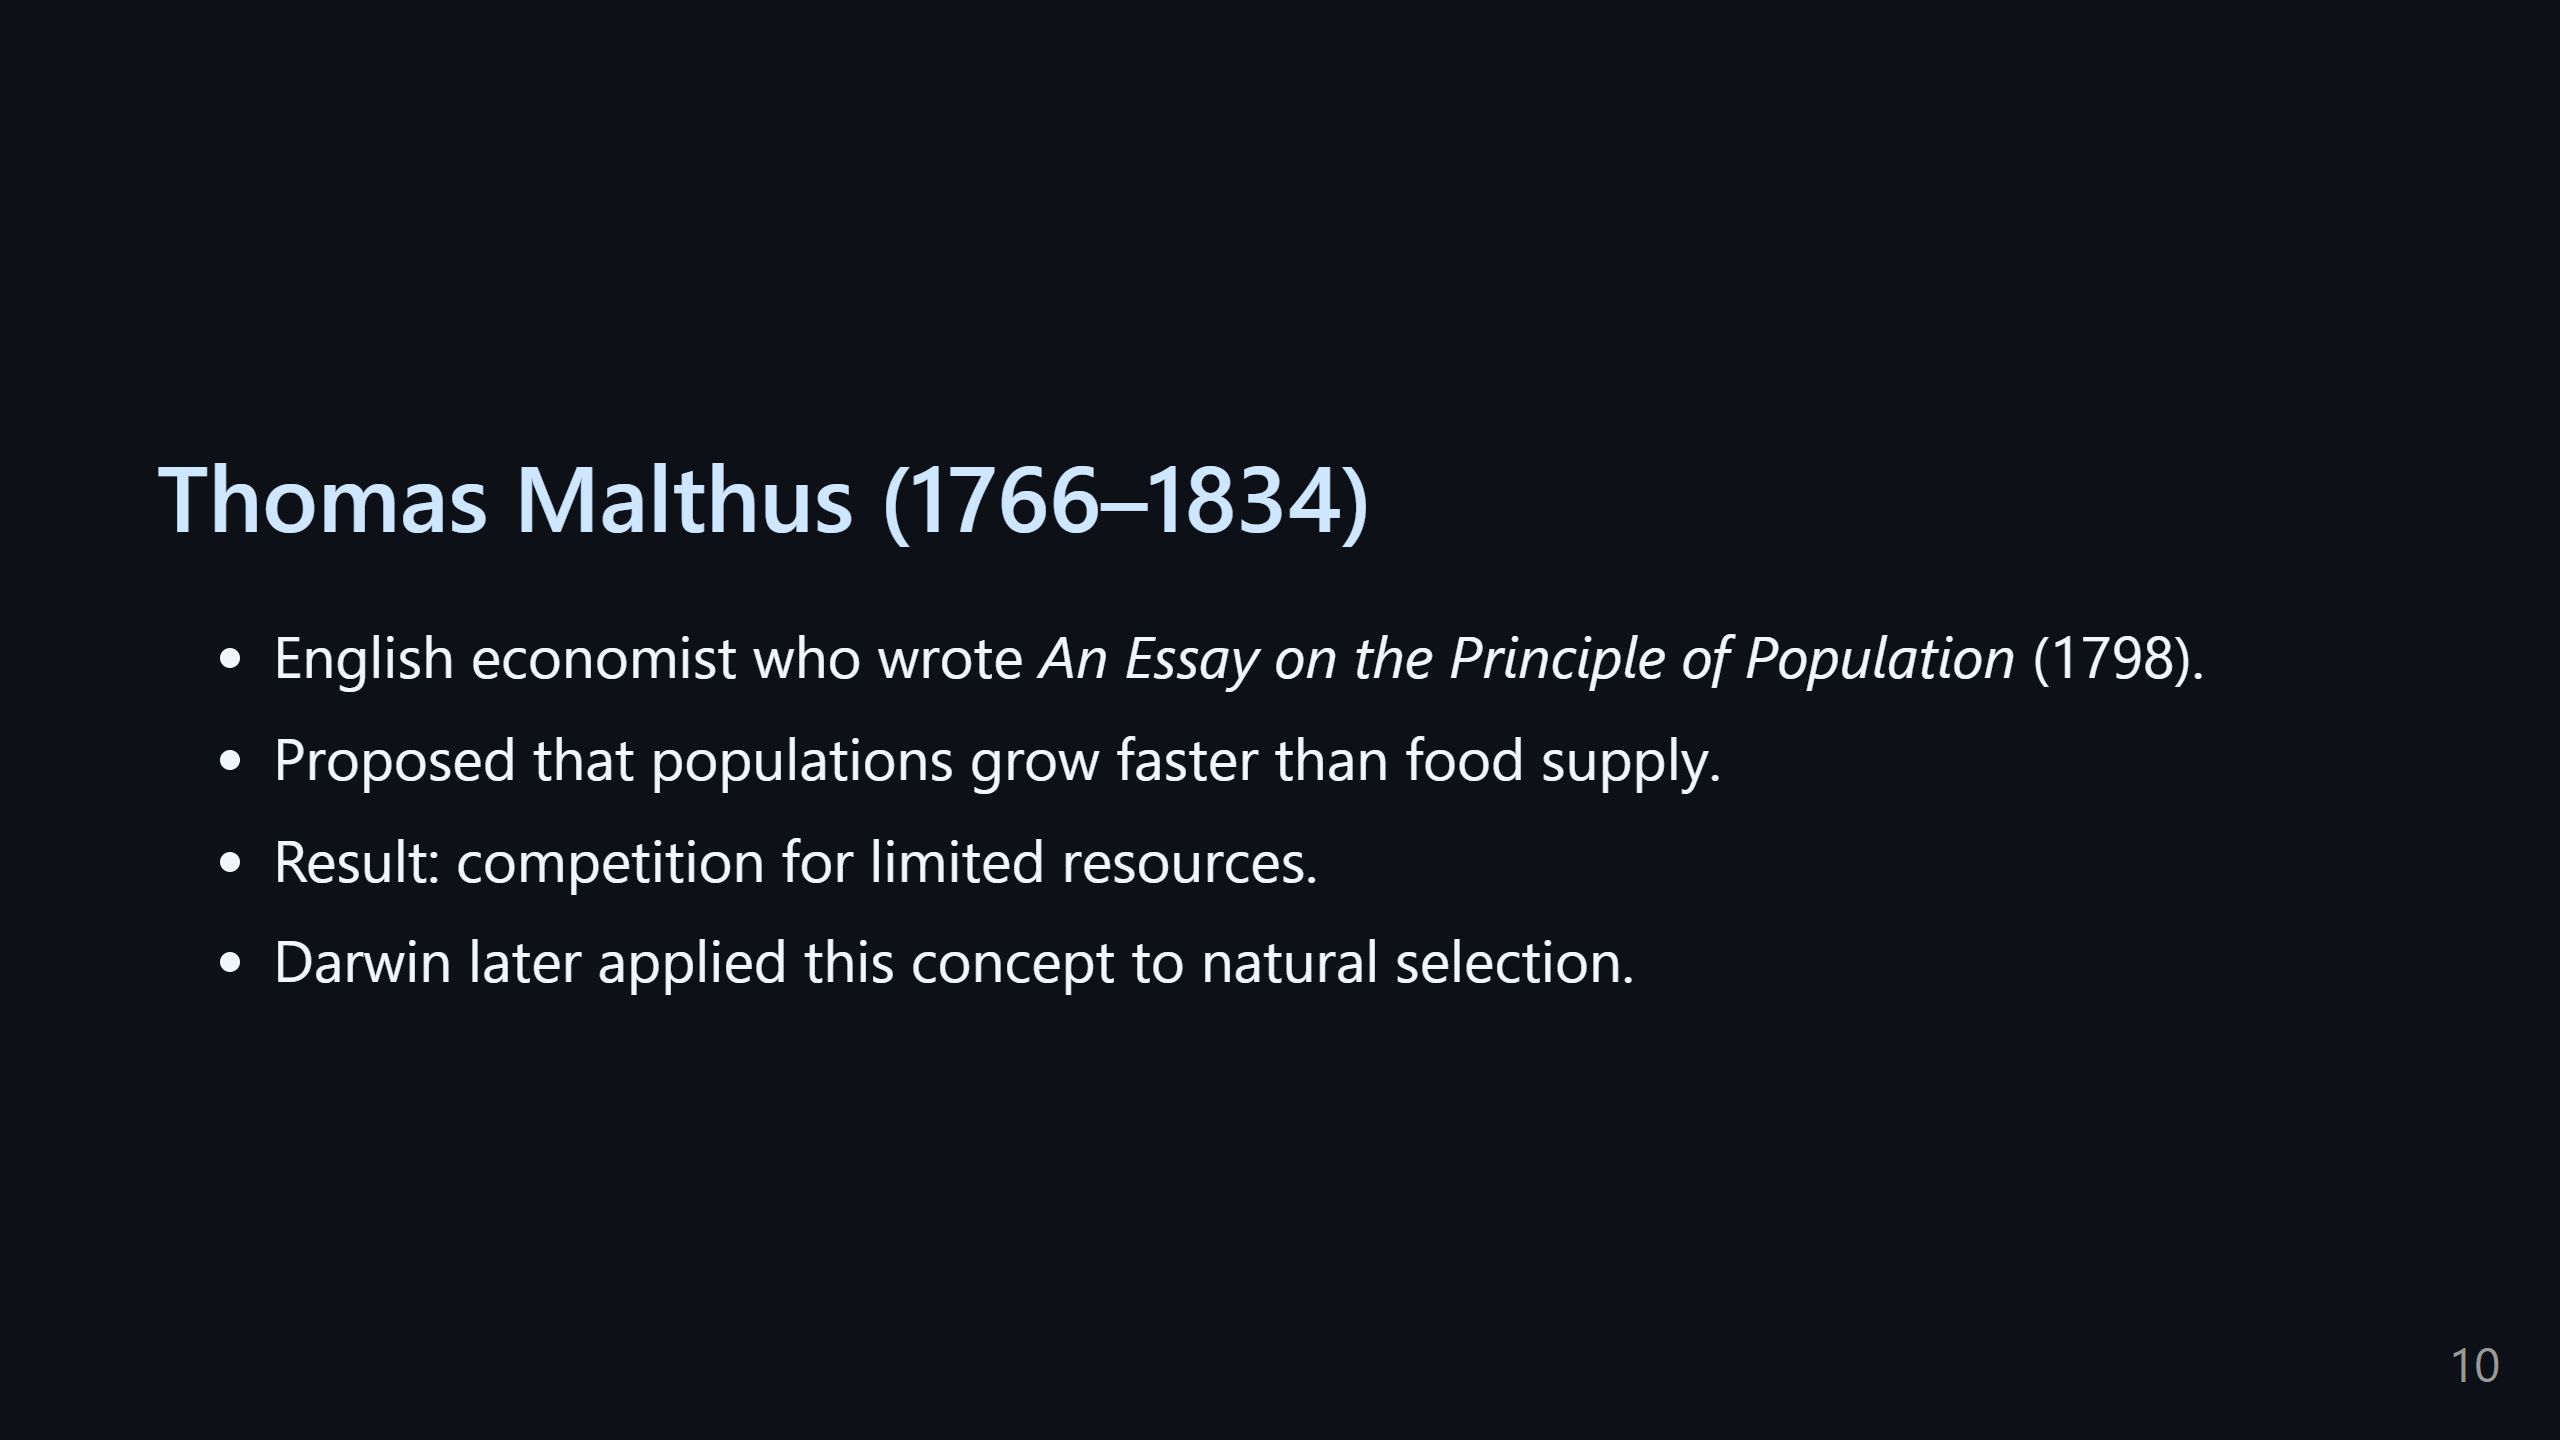 Thomas Malthus (1766–1834)
• English economist who wrote An Essay on the Principle of Population (1798).
• Proposed that populations grow faster than food supply.
• Result: competition for limited resources.
• Darwin later applied this concept to natural selection.
10